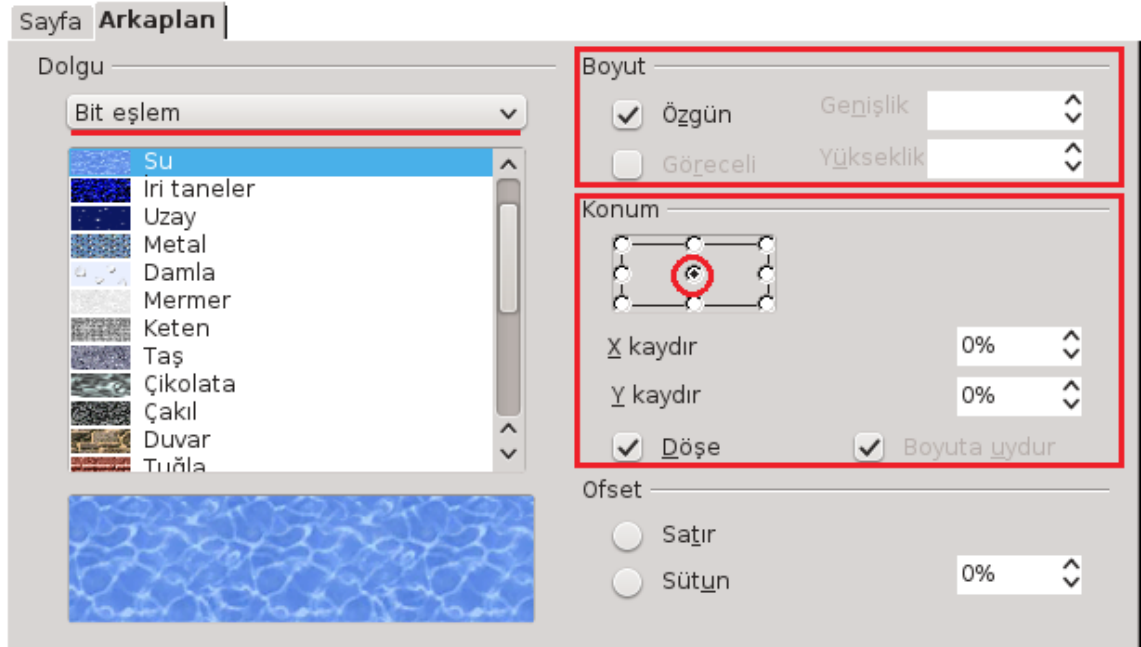 Sayfa Arkaplan
Dolgu
Bit eşlem
Su
İri taneler
Uzay
Metal
Damla
Mermer
Keten
Taş
Çikolata
Çakıl
Duvar
Tuğla
Boyut
Özgün Genişlik
Göreceli Yükseklik
Konum
X kaydır 0%
Y kaydır 0%
Döşe Boyuta uydur
Ofset
Satır
Sütun 0%